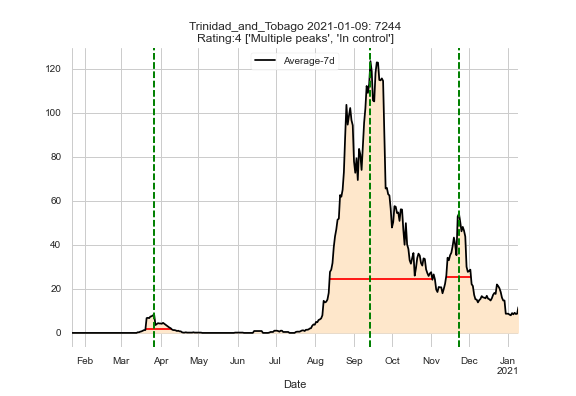 Trinidad_and_Tobago 2021-01-09: 7244
Rating:4 ['Multiple peaks', 'In control']
Average-7d
120
100
80
60
40
20
0
Feb Mar Apr May Jun Jul Aug Sep Oct Nov Dec Jan
2021
Date